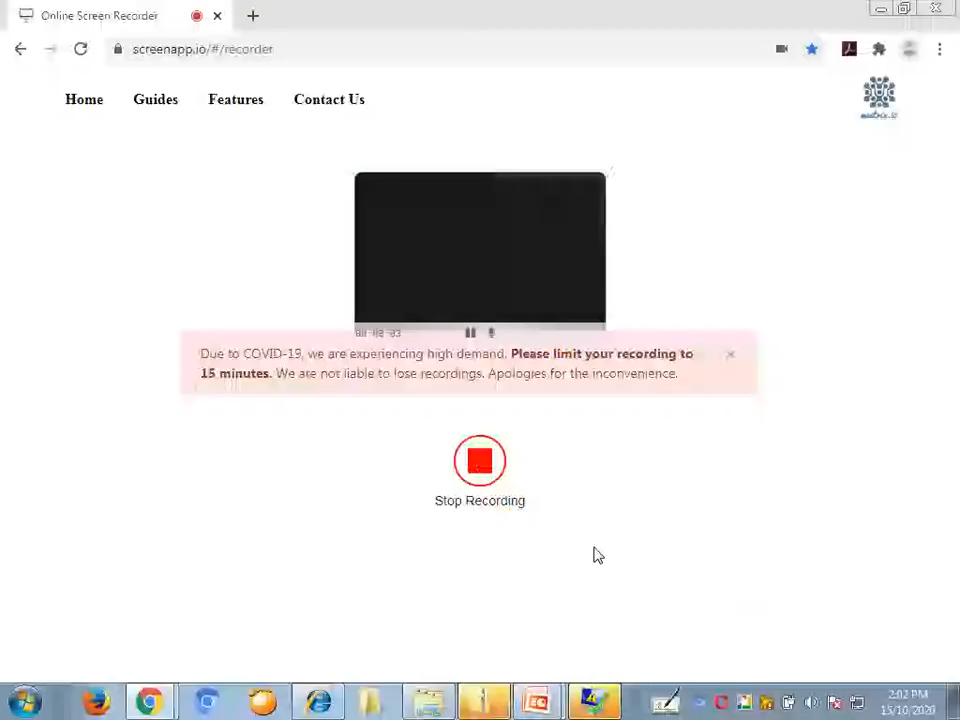 Online Screen Recorder
screenapp.io/#/recorder
Home Guides Features Contact Us
Due to COVID-19, we are experiencing high demand. Please limit your recording to
15 minutes. We are not liable to lose recordings. Apologies for the inconvenience.
Stop Recording
2:02 PM
15/10/2020